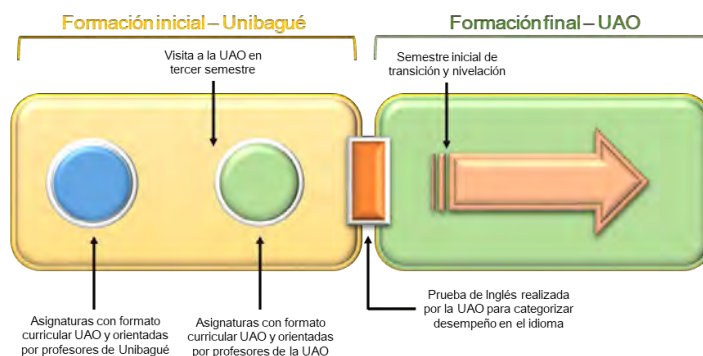 Formación inicial – Unibagué
Formación final – UAO
Visita a la UAO en
tercer semestre
Semestre inicial de
transición y nivelación
Asignaturas con formato
curricular UAO y orientadas
por profesores de Unibagué
Asignaturas con formato
curricular UAO y orientadas
por profesores de la UAO
Prueba de Inglés realizada
por la UAO para categorizar
desempeño en el idioma